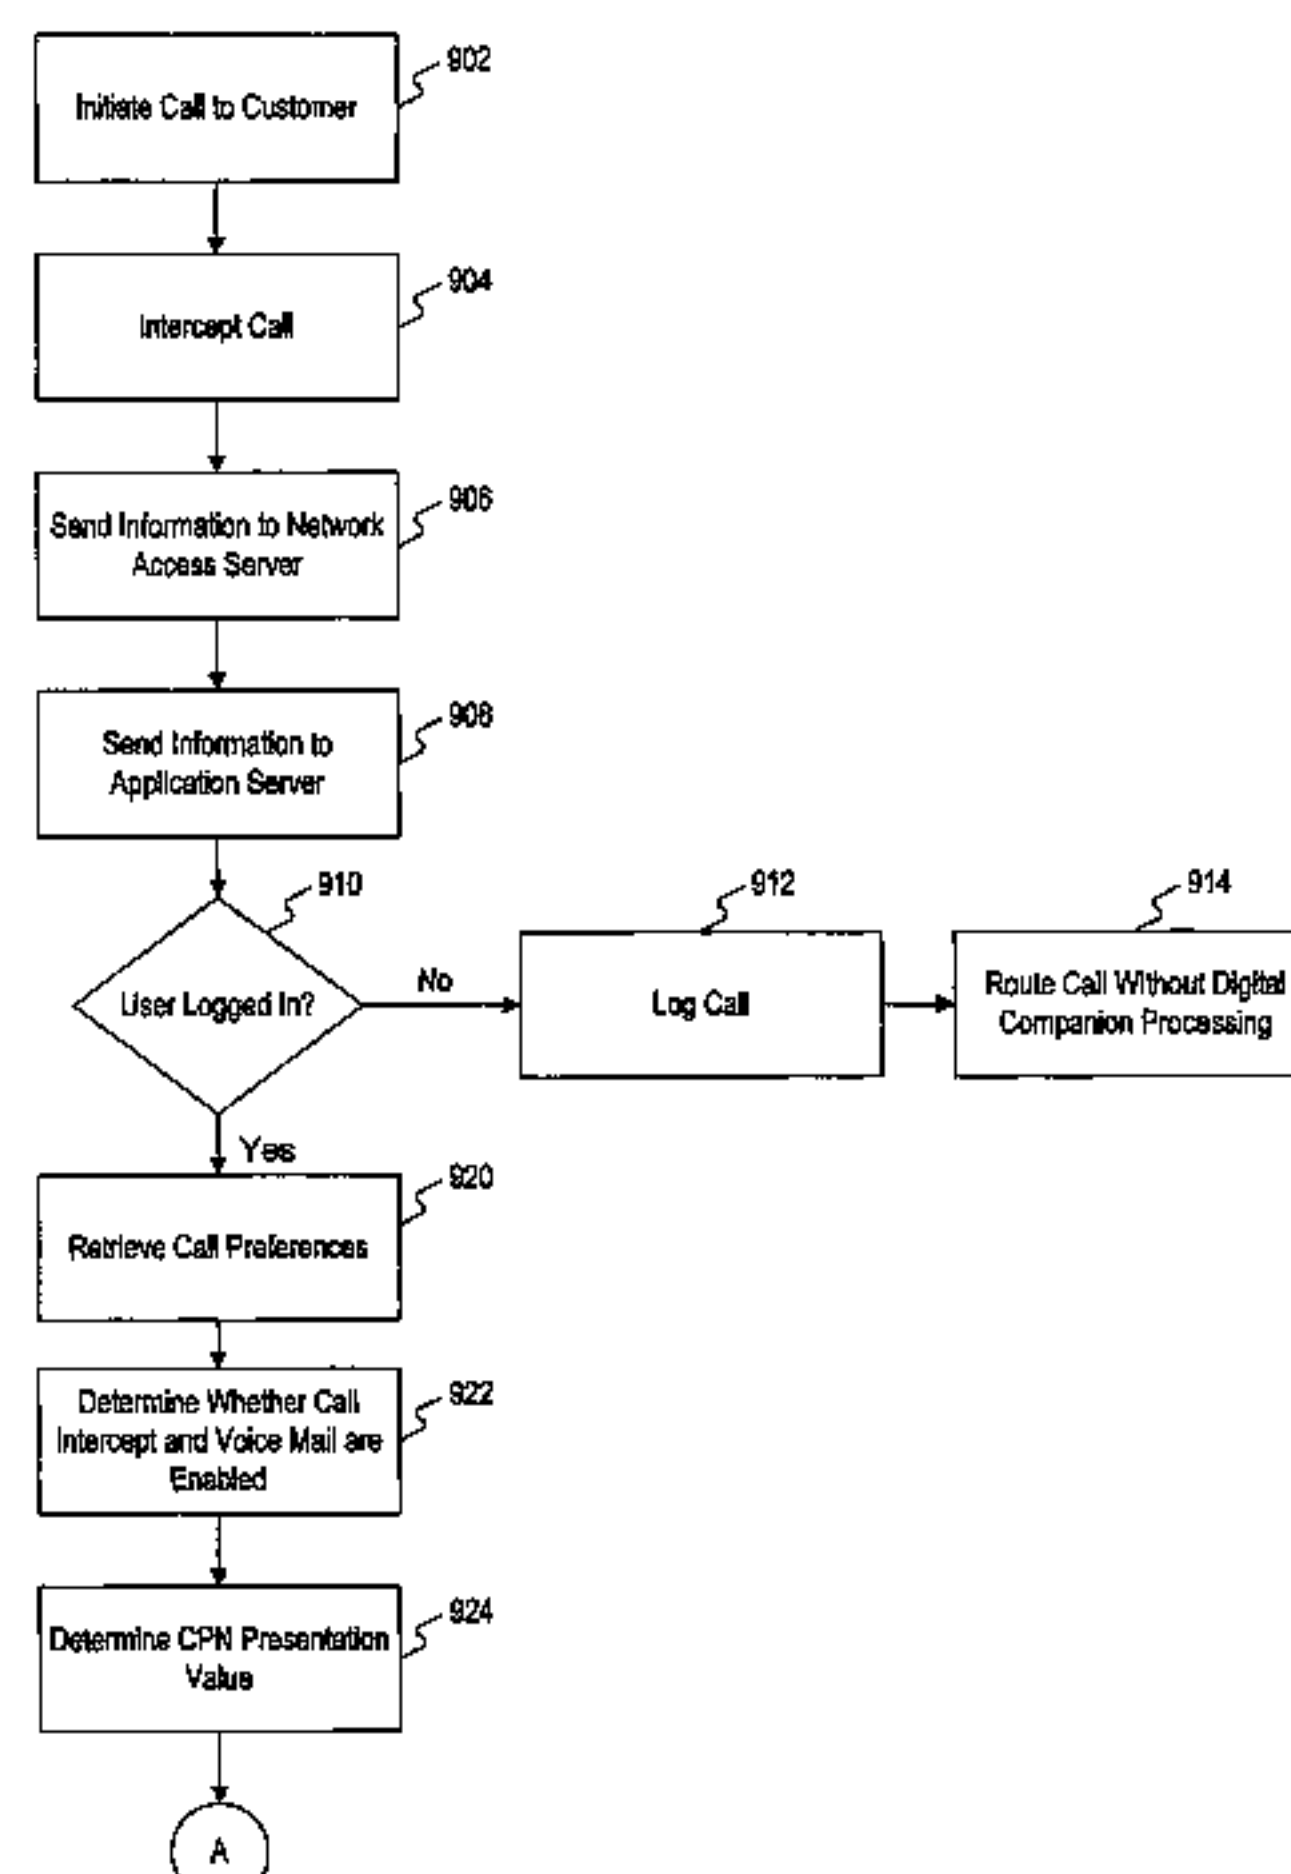 902
Initiate Call to Customer
904
Intercept Call
906
Send Information to Network
Access Server
908
Send Information to
Application Server
910
912
914
User Logged In?
No
Log Call
Route Call Without Digital
Companion Processing
Yes
920
Retrieve Call Preferences
922
Determine Whether Call
Intercept and Voice Mail are
Enabled
924
Determine CPN Presentation
Value
A